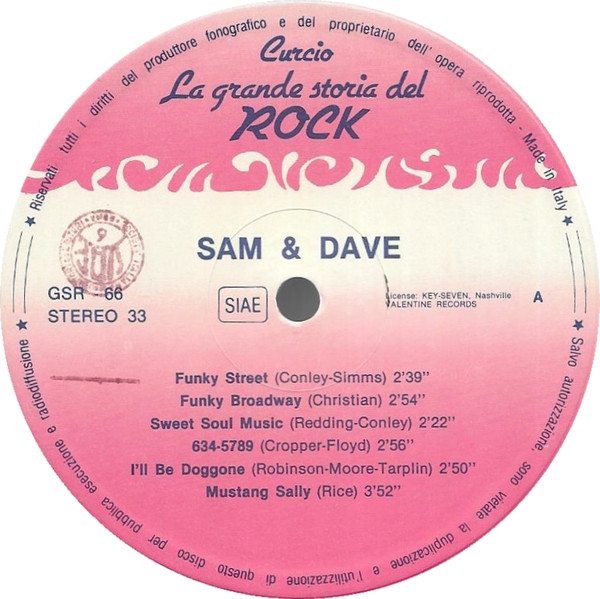 ★ Riservati tutti i diritti del produttore fonografico e del proprietario dell'opera riprodotta - Made in Italy ★
Curcio
La grande storia del
ROCK
SAM & DAVE
GSR 66
STEREO 33
SIAE
License: KEY-SEVEN, Nashville
VALENTINE RECORDS
A
Funky Street (Conley-Simms) 2'39''
Funky Broadway (Christian) 2'54''
Sweet Soul Music (Redding-Conley) 2'22''
634-5789 (Cropper-Floyd) 2'56''
I'll Be Doggone (Robinson-Moore-Tarplin) 2'50''
Mustang Sally (Rice) 3'52''
★ Salvo autorizzazione, sono vietate la duplicazione e l'utilizzazione di questo disco per pubblica esecuzione e radiodiffusione ★